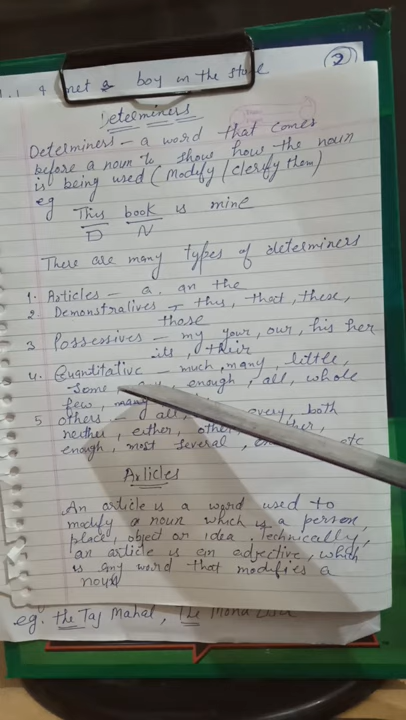 met a boy in the store
2
Determiners
Determiners - a word that comes
before a noun to show how the noun
is being used (modify / clerify them)
eg This book is mine
D N
There are many types of determiners
1. Articles - a. an the
2 Demonstratives - this, that, these,
those
3 Possessives - my your, our, his her
its, their
4. Quantitative - much, many, little,
Some enough, all, whole
few, many
5 others - all, every, both
neither, either, other, 
enough, most several, etc
Articles
An article is a word used to
modify a noun which is a person,
place, object or idea. Technically,
an article is an adjective, which
is any word that modifies a
noun
eg. the Taj Mahal, The Mona Lisa